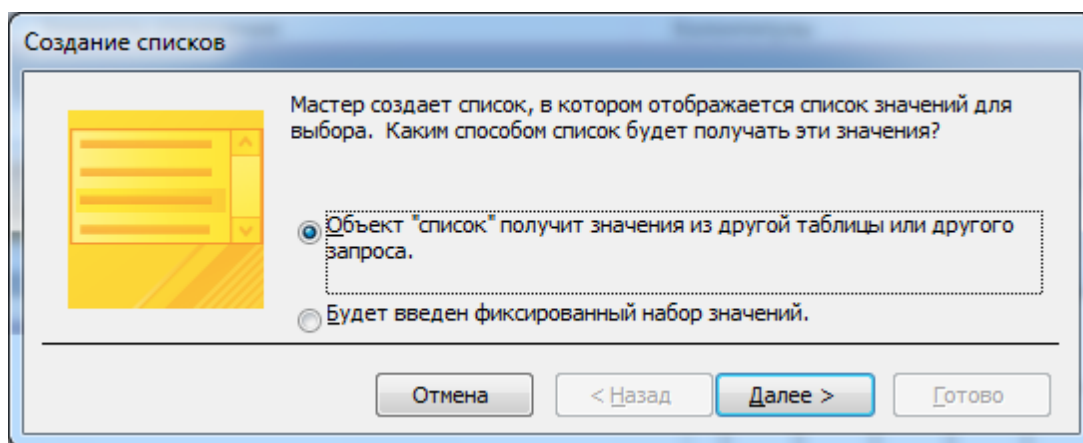 Создание списков
Мастер создает список, в котором отображается список значений для
выбора. Каким способом список будет получать эти значения?
Объект "список" получит значения из другой таблицы или другого
запроса.
Будет введен фиксированный набор значений.
Отмена
< Назад
Далее >
Готово